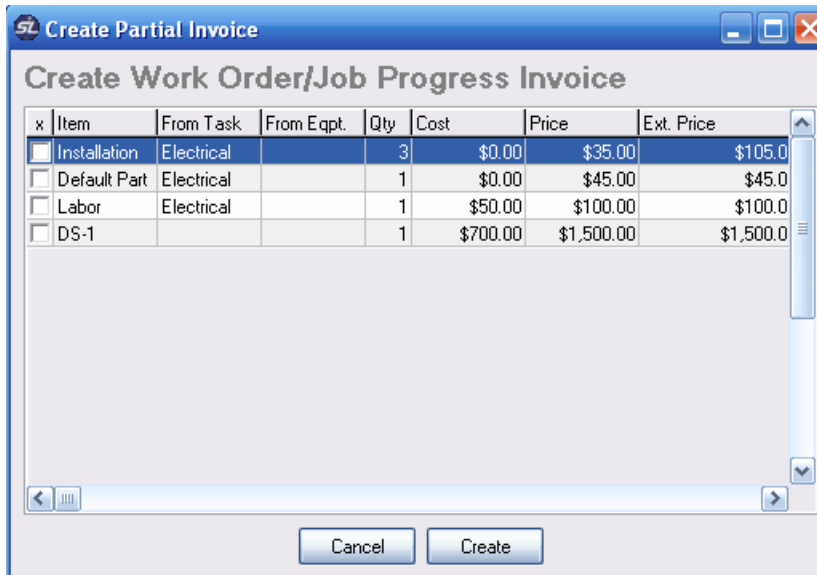 SL Create Partial Invoice
Create Work Order/Job Progress Invoice
x Item From Task From Eqpt. Qty Cost Price Ext. Price
Installation Electrical 3 $0.00 $35.00 $105.0
Default Part Electrical 1 $0.00 $45.00 $45.0
Labor Electrical 1 $50.00 $100.00 $100.0
DS-1 1 $700.00 $1,500.00 $1,500.0
Cancel Create